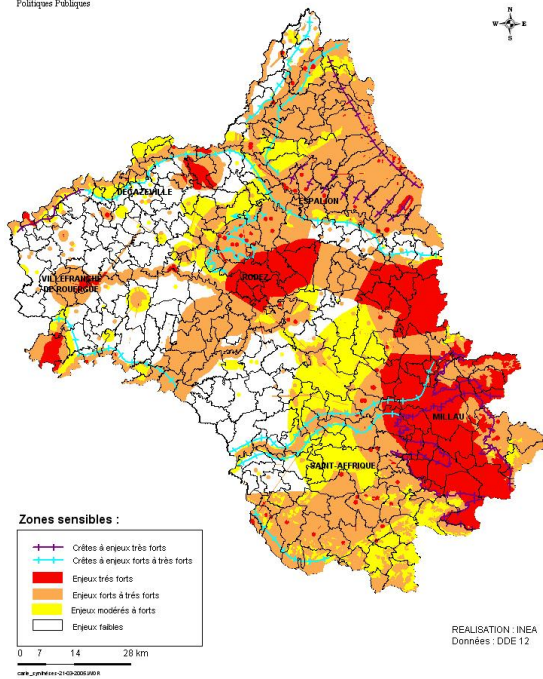 Politiques Publiques
N
W E
S
DECAZEVILLE
ESPALION
VILLEFRANCHE
DE ROUERGUE
RODEZ
MILLAU
SAINT-AFFRIQUE
Zones sensibles :
Crêtes à enjeux très forts
Crêtes à enjeux forts à très forts
Enjeux très forts
Enjeux forts à très forts
Enjeux modérés à forts
Enjeux faibles
0 7 14 28 km
REALISATION : INEA
Données : DDE 12